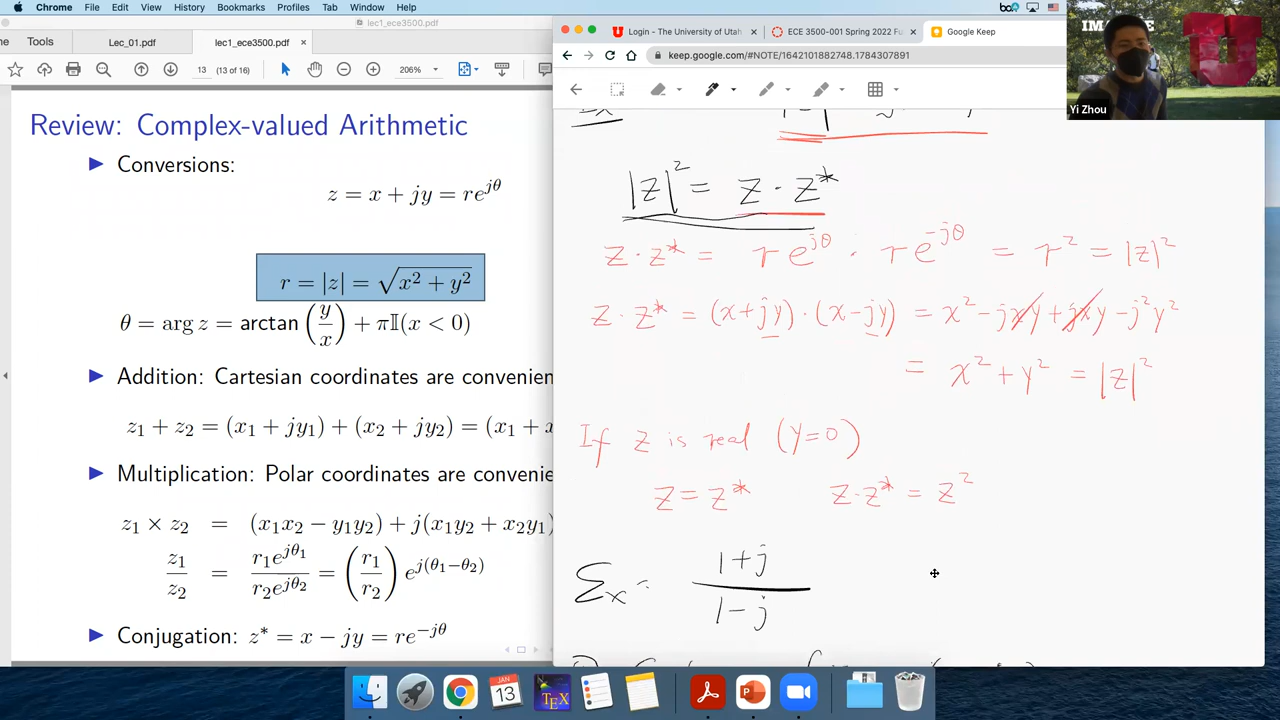 Chrome File Edit View History Bookmarks Profiles Tab Window Help
lec1_ece3500.pdf
Tools Lec_01.pdf lec1_ece3500.pdf ×
13 (13 of 16) 206%
Review: Complex-valued Arithmetic
▶ Conversions:
z = x + jy = re^{jθ}
r = |z| = √(x² + y²)
θ = arg z = arctan (y/x) + π𝕀(x < 0)
▶ Addition: Cartesian coordinates are convenien
z₁ + z₂ = (x₁ + jy₁) + (x₂ + jy₂) = (x₁ + x
▶ Multiplication: Polar coordinates are convenie
z₁ × z₂ = (x₁x₂ − y₁y₂) + j(x₁y₂ + x₂y₁)
z₁/z₂ = r₁e^{jθ₁}/r₂e^{jθ₂} = (r₁/r₂) e^{j(θ₁−θ₂)}
▶ Conjugation: z* = x − jy = re^{−jθ}
Login - The University of Utah × ECE 3500-001 Spring 2022 Fu × Google Keep
keep.google.com/#NOTE/1642101882748.1784307891
|z|² = z · z*
z · z* = re^{jθ} · re^{-jθ} = r² = |z|²
z · z* = (x+jy) · (x-jy) = x² - jxy + jxy - j²y²
= x² + y² = |z|²
If z is real (y=0)
z = z* z·z* = z²
Ex: 1+j
1-j
JAN
13
TEX
Yi Zhou
U